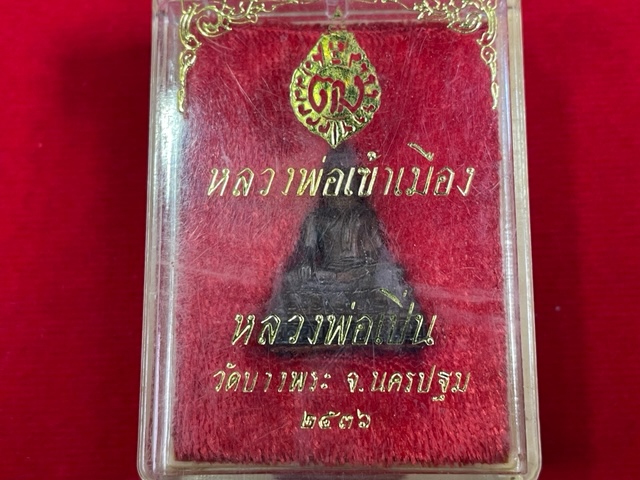 หลวงพ่อเข้าเมือง
หลวงพ่อเปิ่น
วัดบางพระ จ.นครปฐม
๒๕๓๖